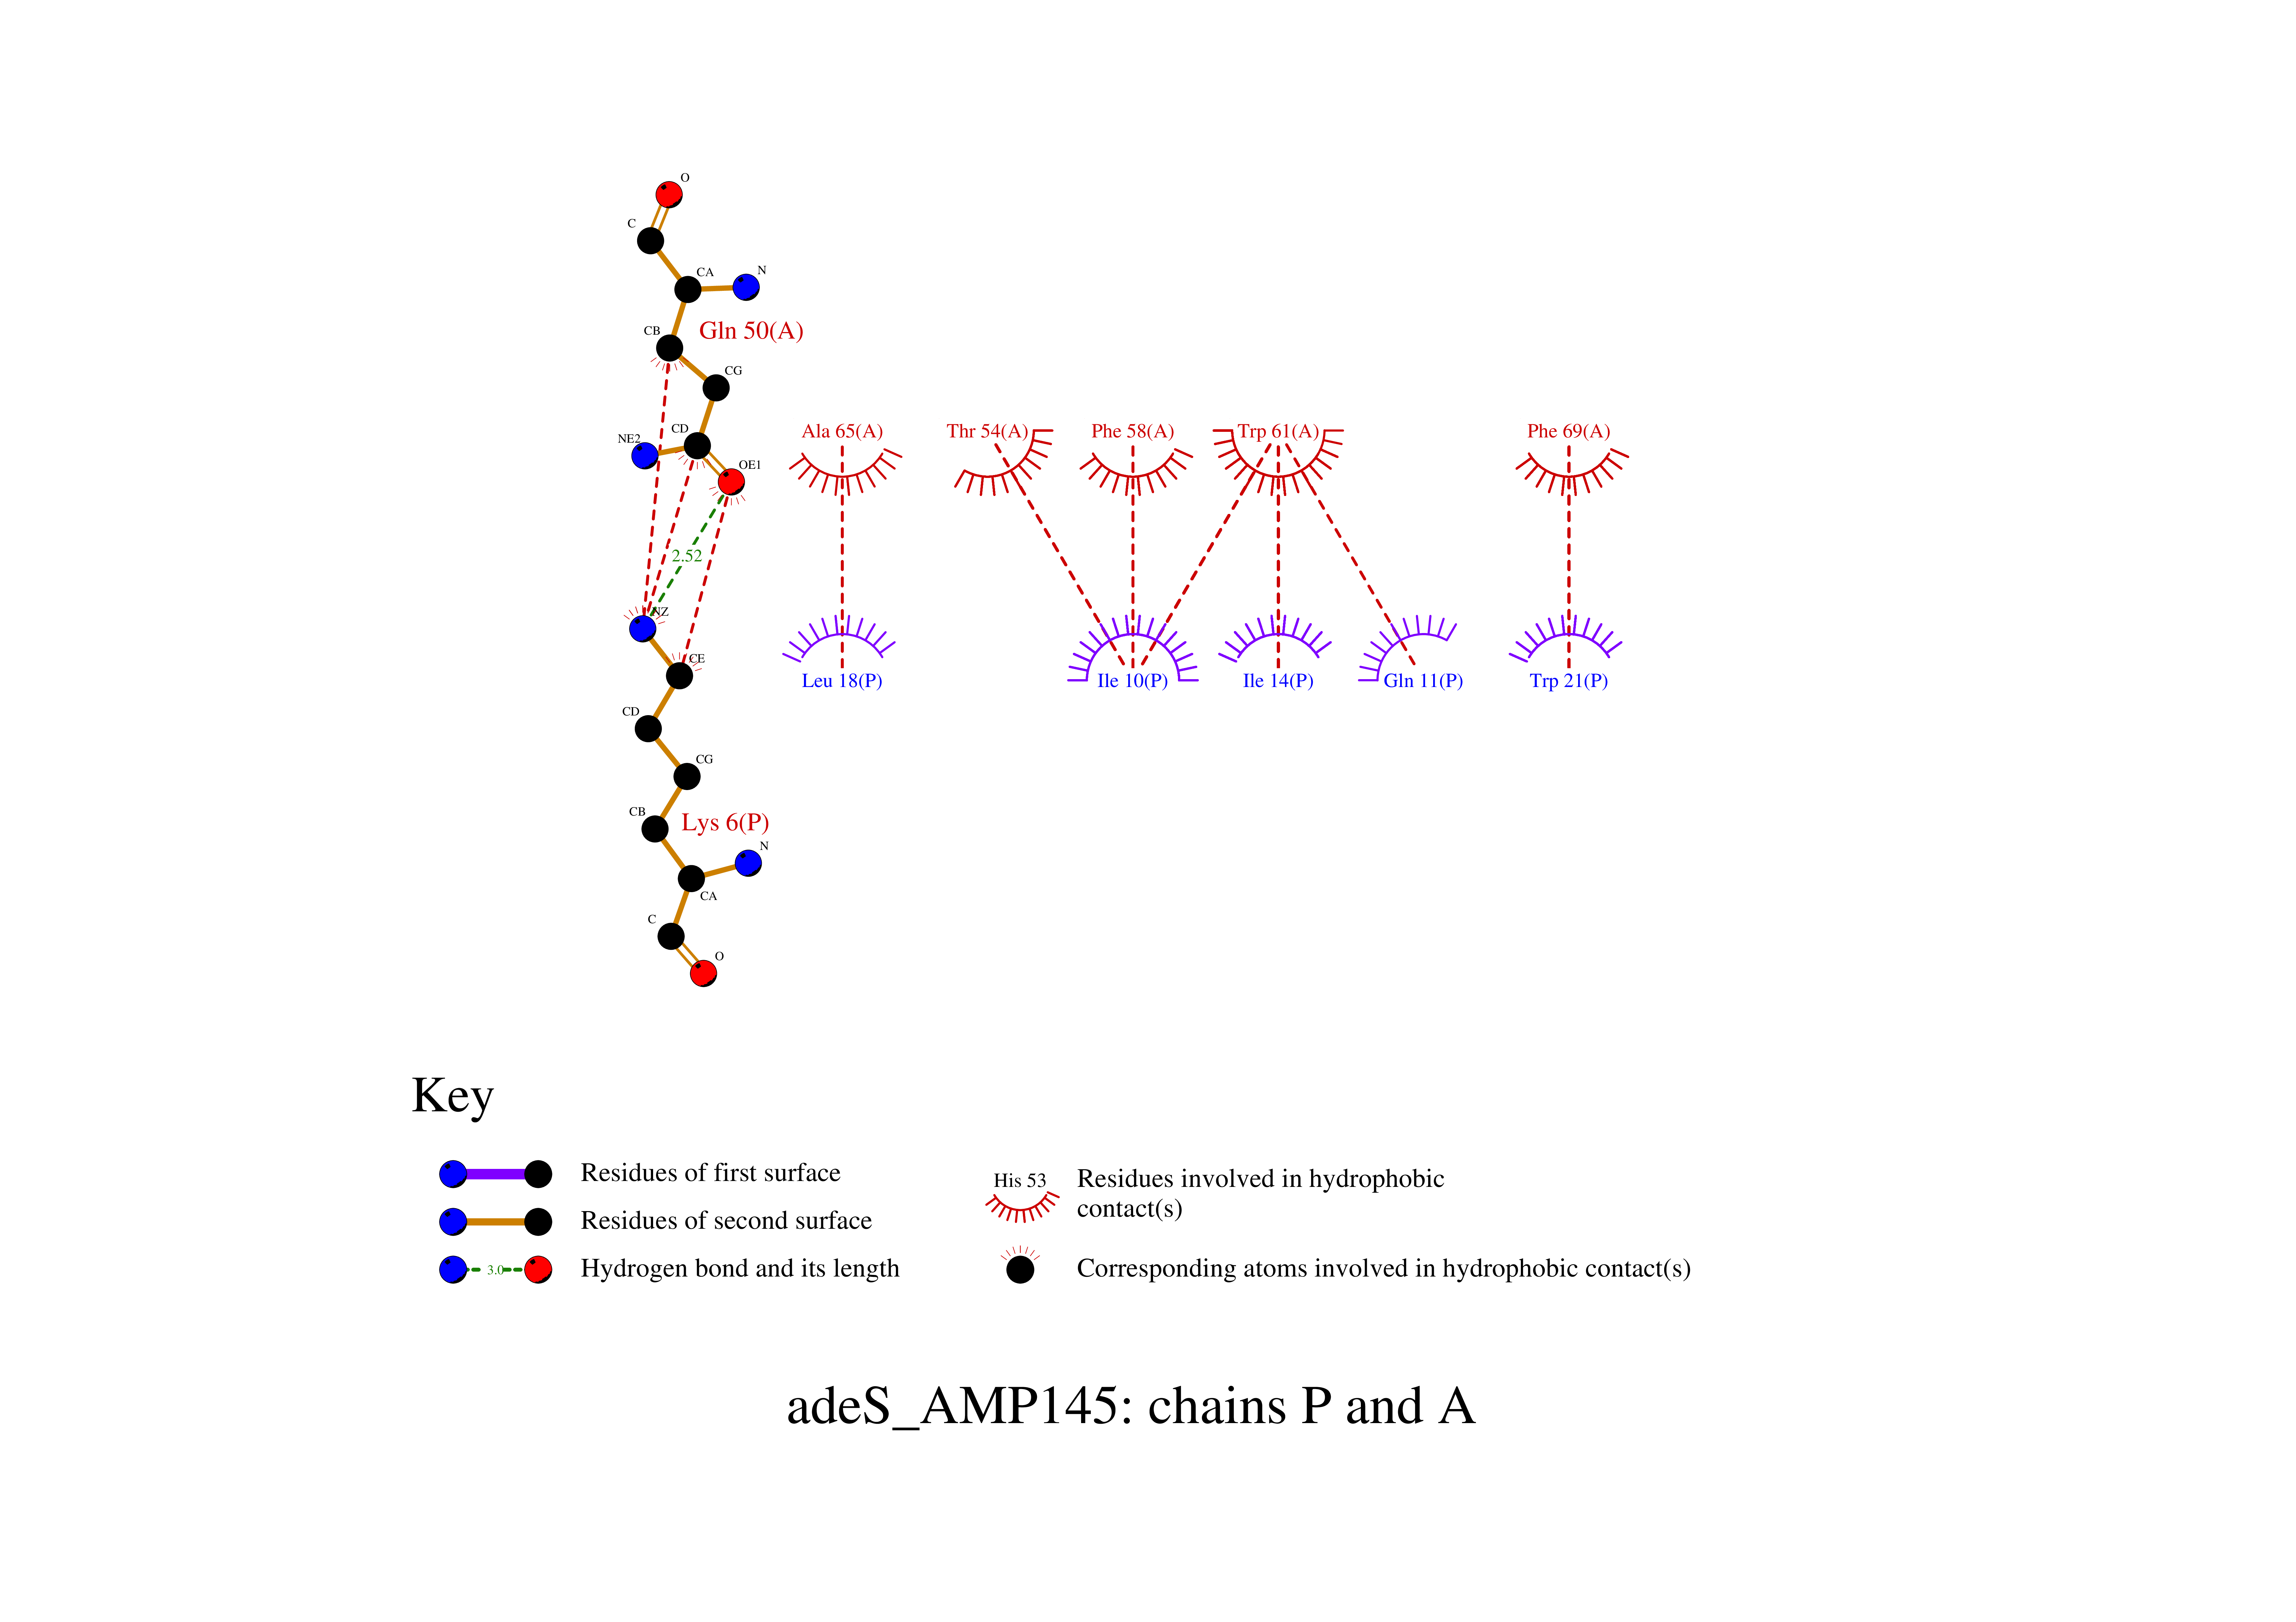 O
C
CA
N
CB
Gln 50(A)
CG
CD
NE2
OE1
Ala 65(A)
Thr 54(A)
Phe 58(A)
Trp 61(A)
Phe 69(A)
2.52
NZ
CE
Leu 18(P)
Ile 10(P)
Ile 14(P)
Gln 11(P)
Trp 21(P)
CD
CG
CB
Lys 6(P)
N
CA
C
O
Key
Residues of first surface
Residues of second surface
3.0
Hydrogen bond and its length
His 53
Residues involved in hydrophobic
contact(s)
Corresponding atoms involved in hydrophobic contact(s)
adeS_AMP145: chains P and A